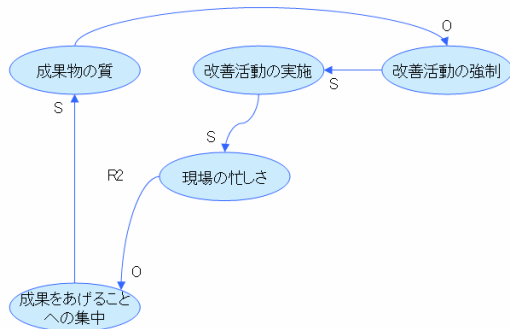 O
成果物の質
改善活動の実施
改善活動の強制
S
S
S
R2
現場の忙しさ
O
成果をあげること
への集中